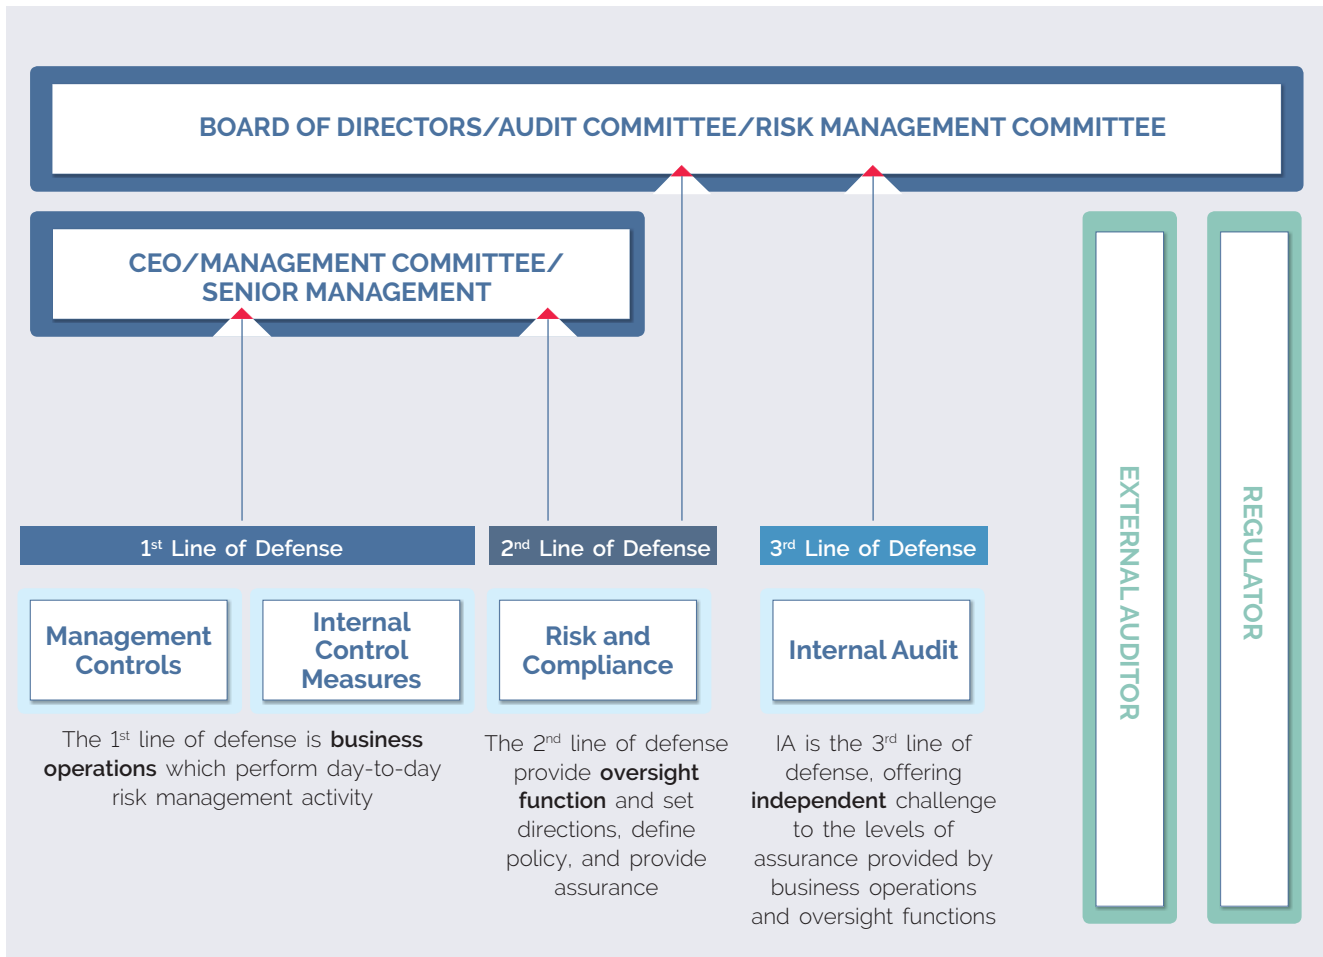 BOARD OF DIRECTORS/AUDIT COMMITTEE/RISK MANAGEMENT COMMITTEE
CEO/MANAGEMENT COMMITTEE/
SENIOR MANAGEMENT
1st Line of Defense
Management
Controls
Internal
Control
Measures
The 1st line of defense is business
operations which perform day-to-day
risk management activity
2nd Line of Defense
Risk and
Compliance
The 2nd line of defense
provide oversight
function and set
directions, define
policy, and provide
assurance
3rd Line of Defense
Internal Audit
IA is the 3rd line of
defense, offering
independent challenge
to the levels of
assurance provided by
business operations
and oversight functions
EXTERNAL AUDITOR
REGULATOR